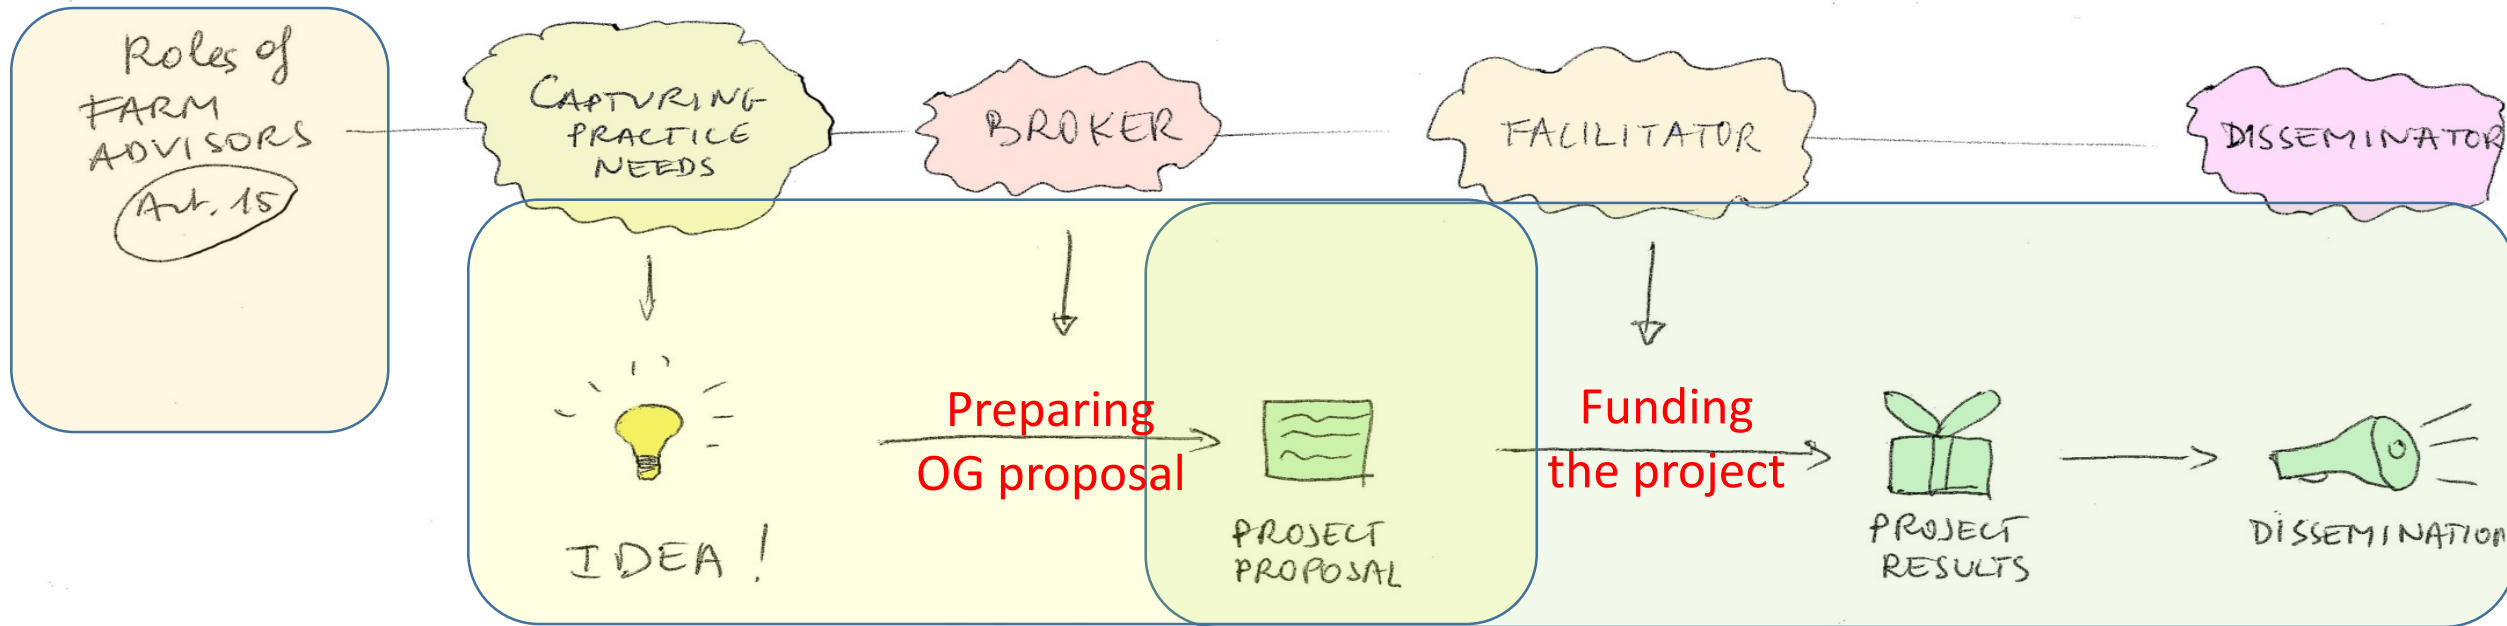 Roles of
FARM
ADVISORS
Art. 15
CAPTURING
PRACTICE
NEEDS
BROKER
FACILITATOR
DISSEMINATOR
Preparing
OG proposal
Funding
the project
IDEA !
PROJECT
PROPOSAL
PROJECT
RESULTS
DISSEMINATION